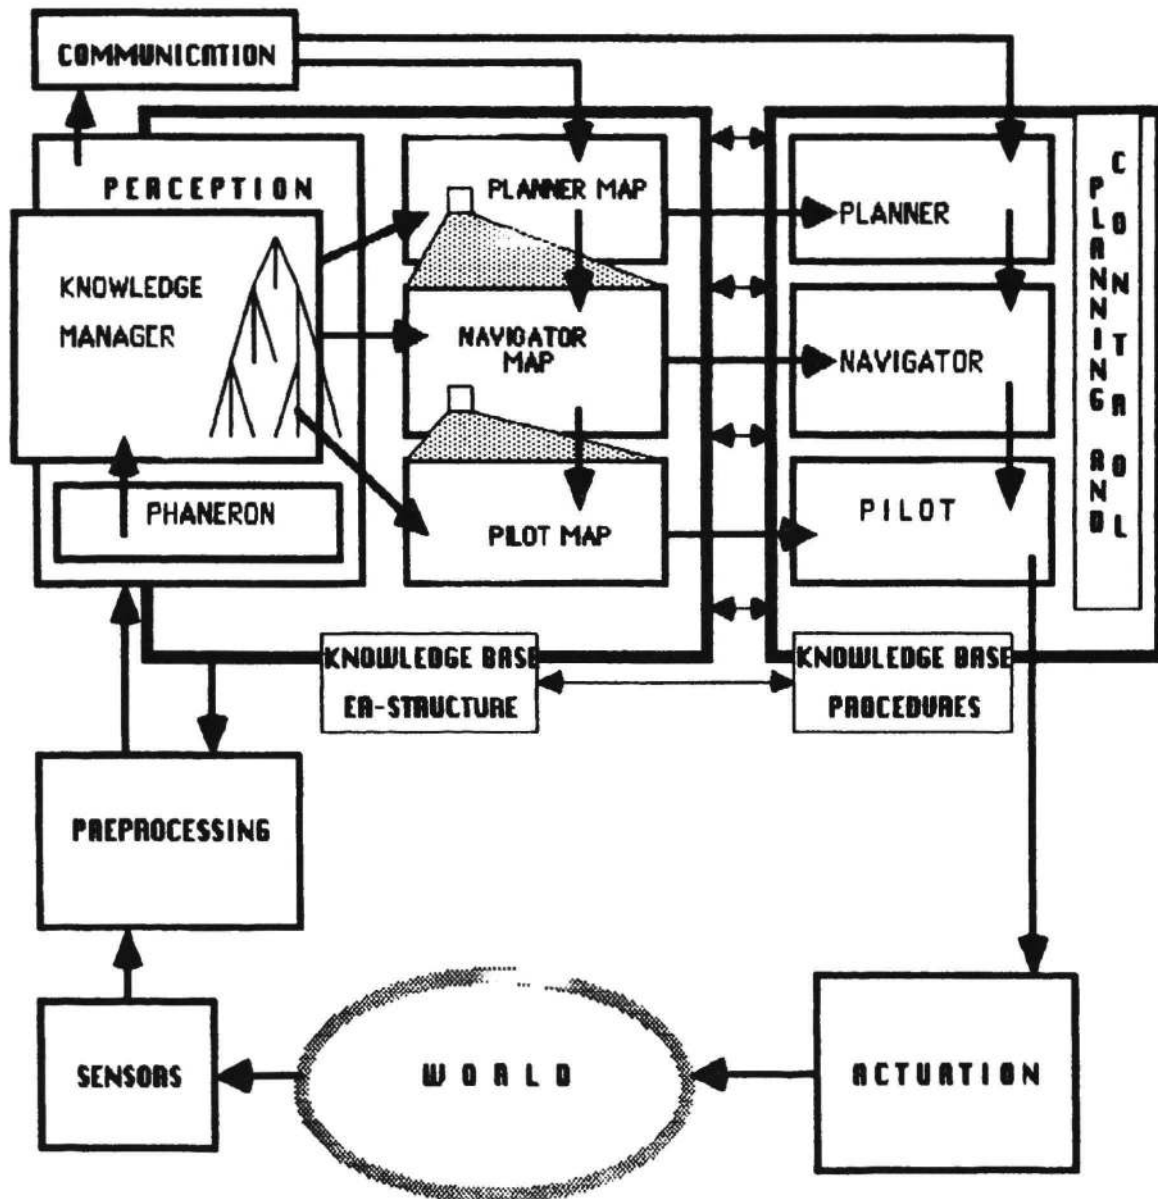 COMMUNICATION
PERCEPTION
KNOWLEDGE
MANAGER
PHANERON
PLANNER MAP
NAVIGATOR
MAP
PILOT MAP
PLANNER
NAVIGATOR
PILOT
PLANNING AND
CONTROL
KNOWLEDGE BASE
ER-STRUCTURE
KNOWLEDGE BASE
PROCEDURES
PREPROCESSING
SENSORS
WORLD
ACTUATION